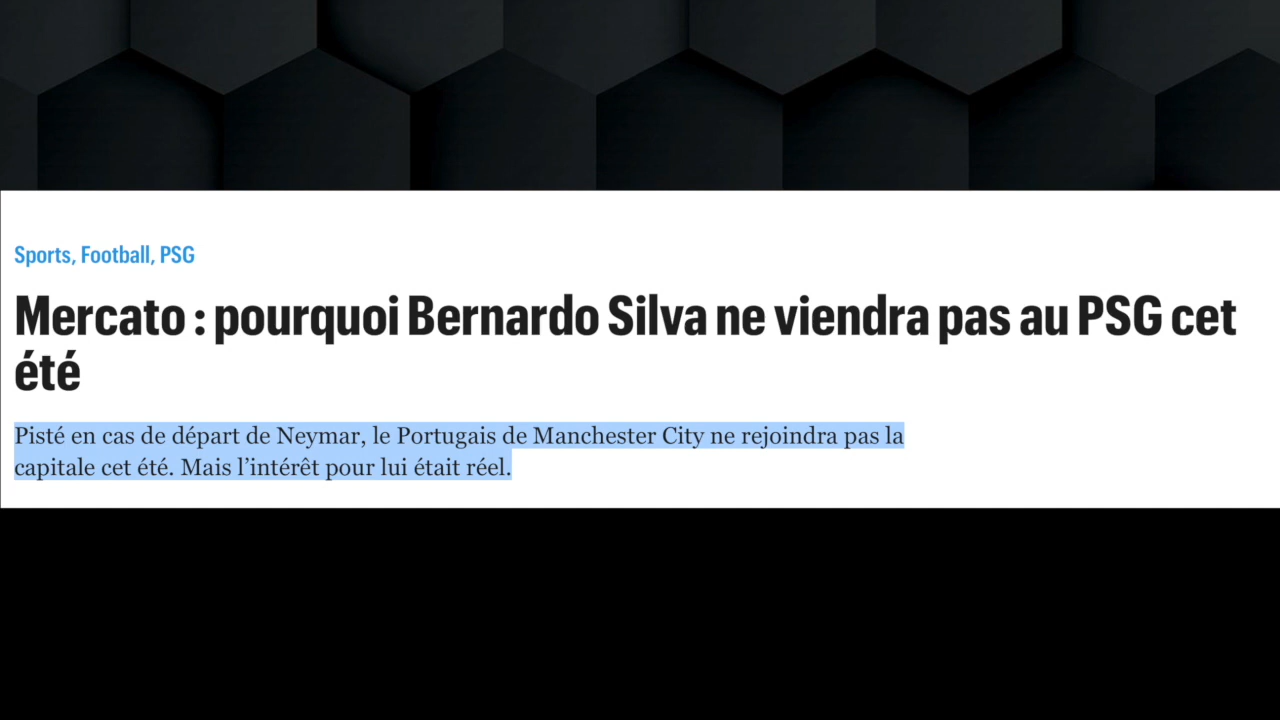 Sports, Football, PSG
Mercato : pourquoi Bernardo Silva ne viendra pas au PSG cet
été
Pisté en cas de départ de Neymar, le Portugais de Manchester City ne rejoindra pas la
capitale cet été. Mais l’intérêt pour lui était réel.